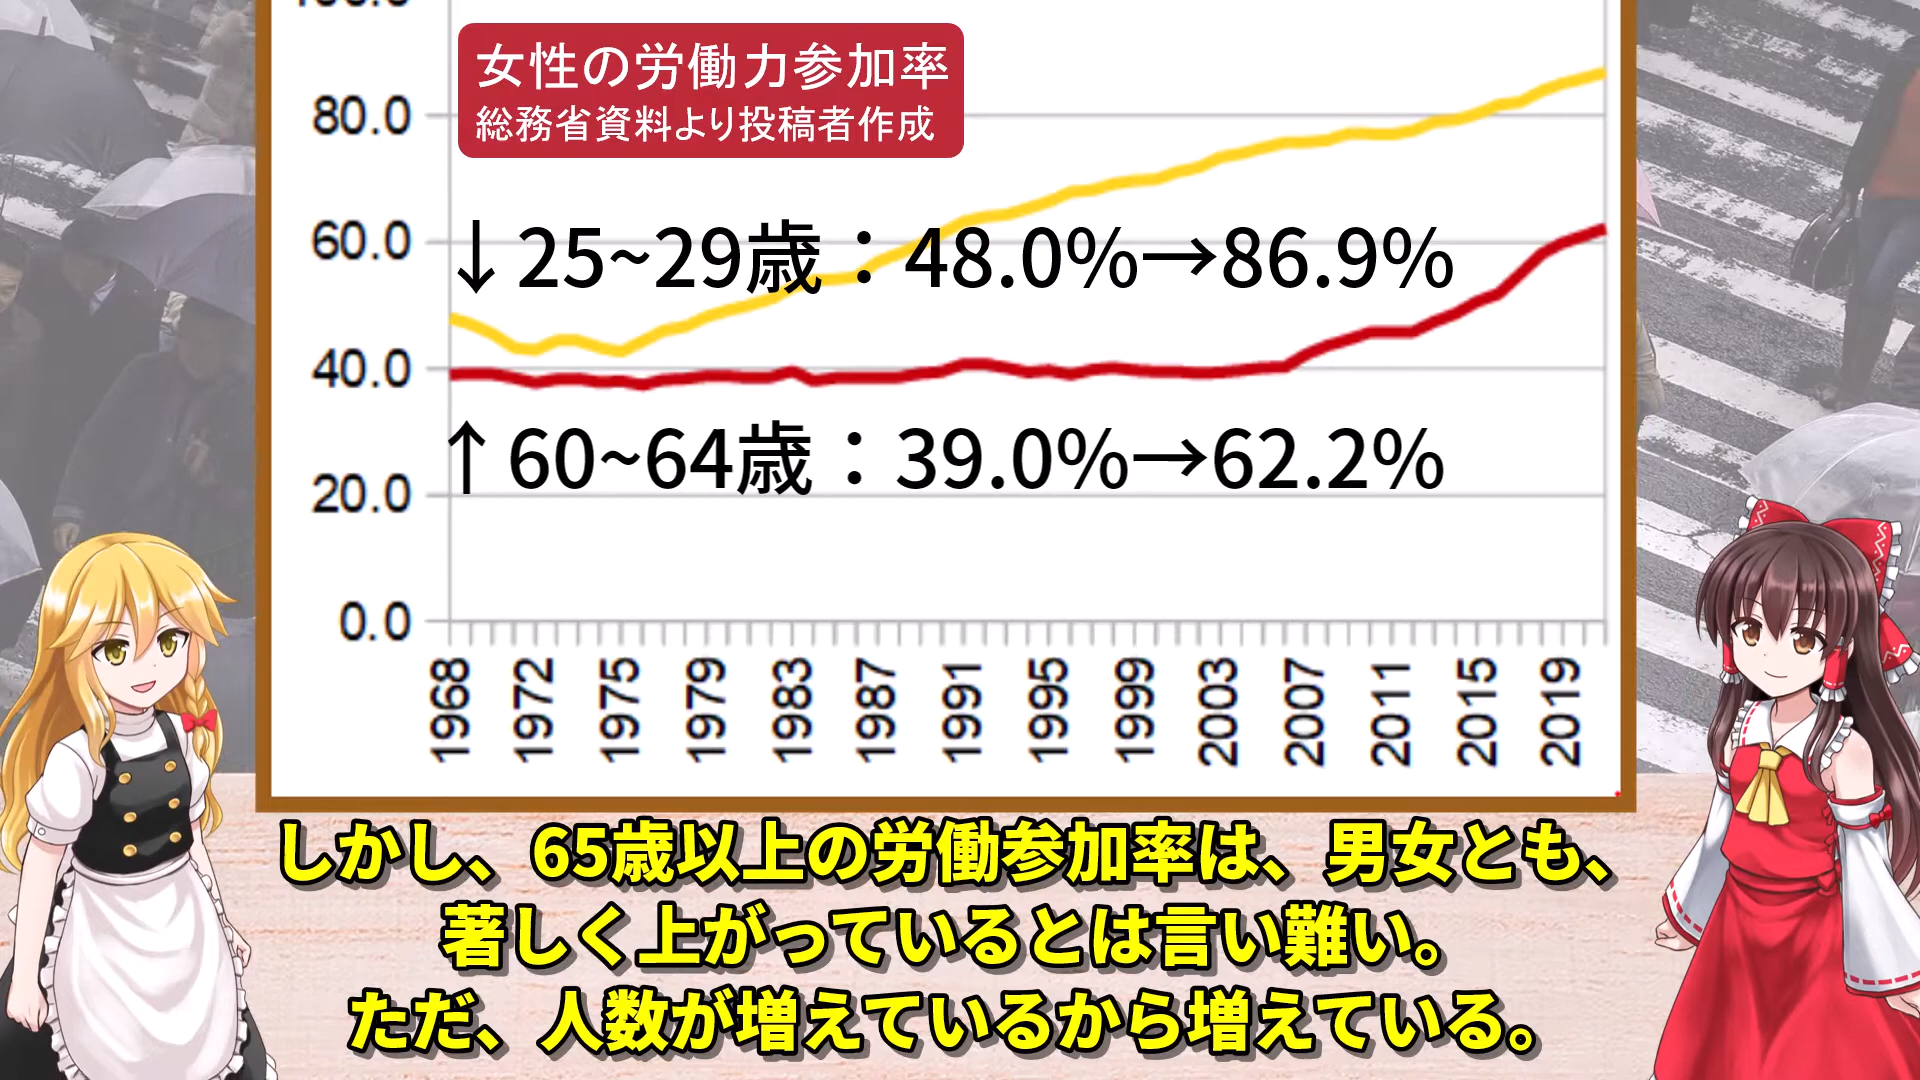 100.0
女性の労働力参加率
総務省資料より投稿者作成
80.0
60.0
↓25~29歳：48.0%→86.9%
40.0
↑60~64歳：39.0%→62.2%
20.0
0.0
1968 1972 1975 1979 1983 1987 1991 1995 1999 2003 2007 2011 2015 2019
しかし、65歳以上の労働参加率は、男女とも、
著しく上がっているとは言い難い。
ただ、人数が増えているから増えている。